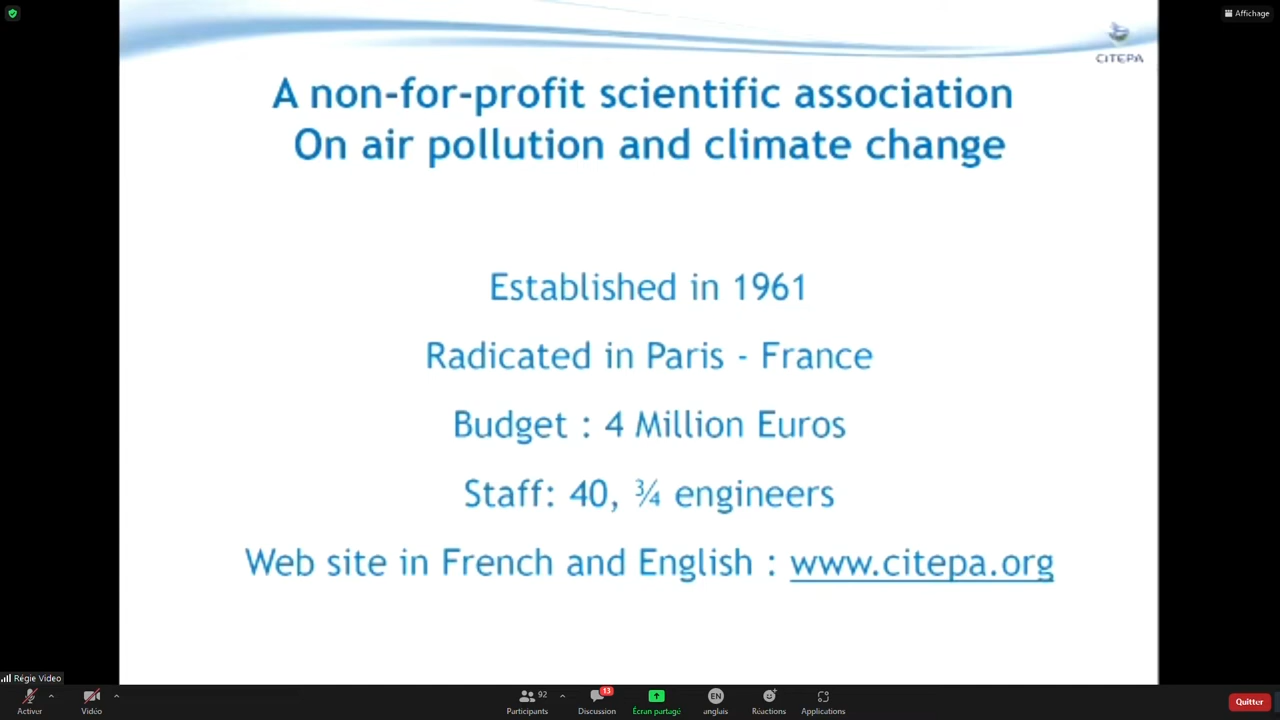 Affichage
CITEPA
A non-for-profit scientific association
On air pollution and climate change
Established in 1961
Radicated in Paris - France
Budget : 4 Million Euros
Staff: 40, ¾ engineers
Web site in French and English : www.citepa.org
Régie Video
92
13
EN
Activer
Vidéo
Participants
Discussion
Écran partagé
anglais
Réactions
Applications
Quitter